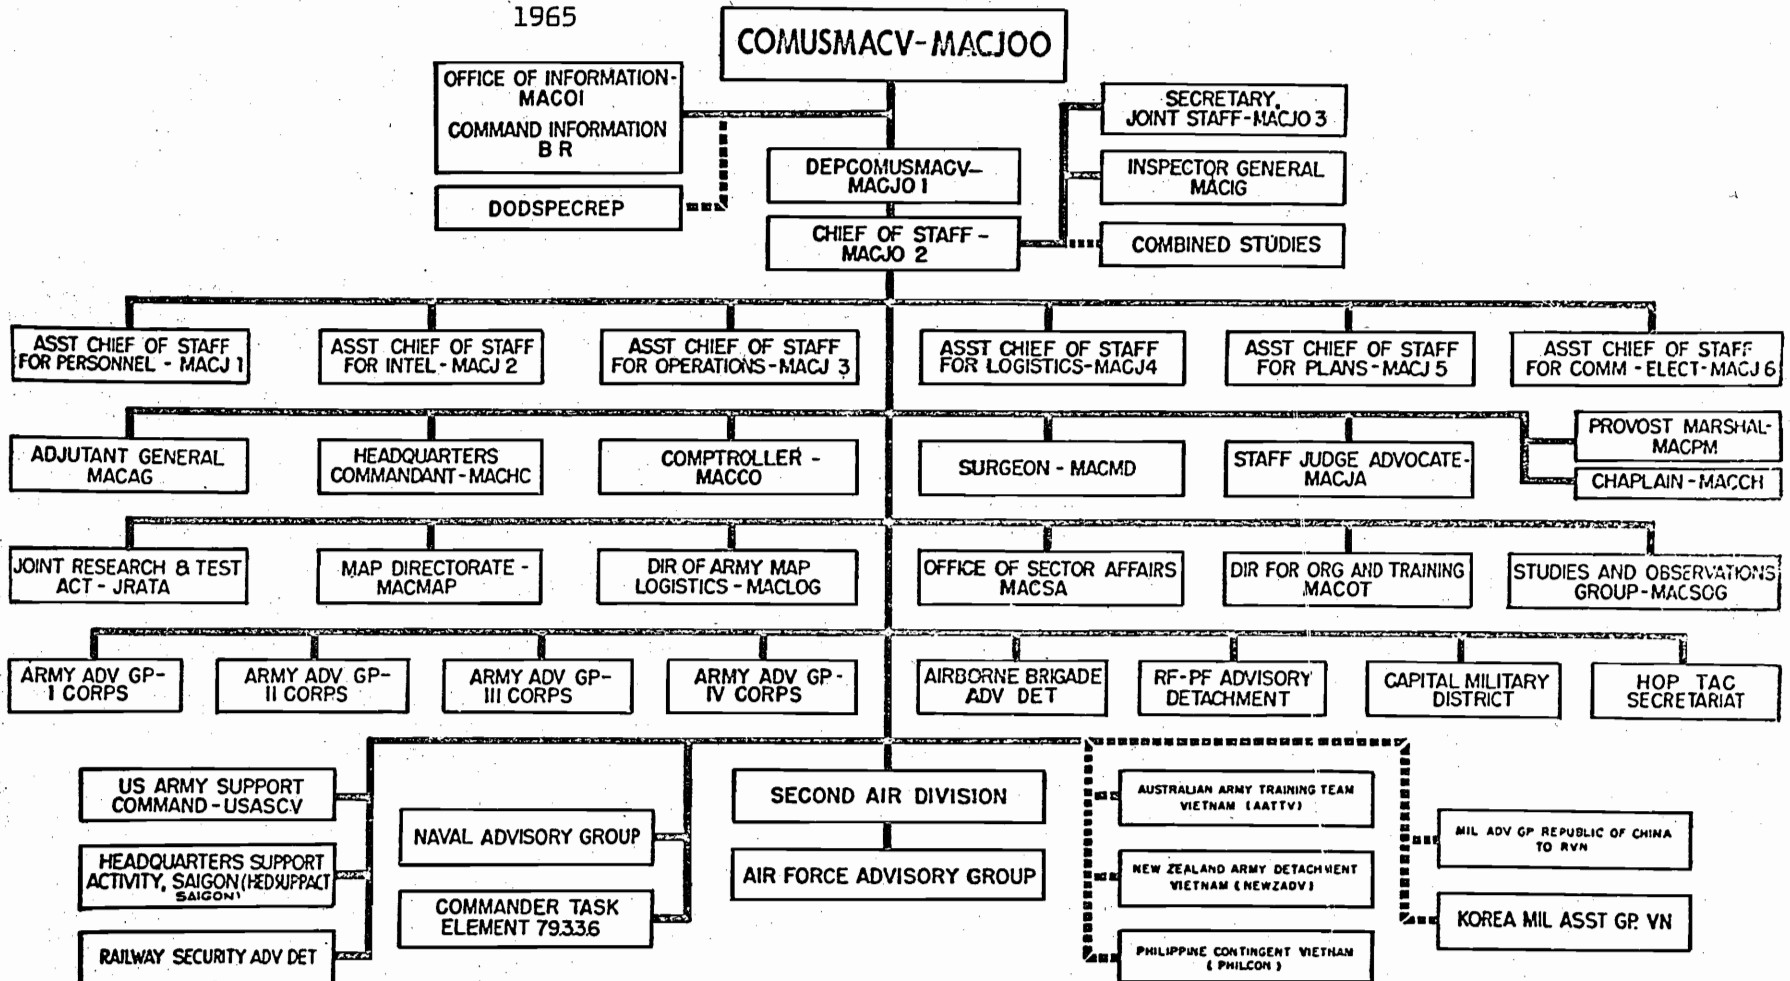 1965
COMUSMACV-MACJOO
OFFICE OF INFORMATION-
MACOI
COMMAND INFORMATION
BR
DODSPECREP
DEPCOMUSMACV-
MACJO 1
CHIEF OF STAFF-
MACJO 2
SECRETARY,
JOINT STAFF-MACJO 3
INSPECTOR GENERAL
MACIG
COMBINED STUDIES
ASST CHIEF OF STAFF
FOR PERSONNEL - MACJ 1
ASST CHIEF OF STAFF
FOR INTEL-MACJ 2
ASST CHIEF OF STAFF
FOR OPERATIONS-MACJ 3
ASST CHIEF OF STAFF
FOR LOGISTICS-MACJ4
ASST CHIEF OF STAFF
FOR PLANS-MACJ 5
ASST CHIEF OF STAFF
FOR COMM - ELECT-MACJ 6
ADJUTANT GENERAL
MACAG
HEADQUARTERS
COMMANDANT-MACHC
COMPTROLLER -
MACCO
SURGEON - MACMD
STAFF JUDGE ADVOCATE-
MACJA
PROVOST MARSHAL-
MACPM
CHAPLAIN-MACCH
JOINT RESEARCH & TEST
ACT - JRATA
MAP DIRECTORATE -
MACMAP
DIR OF ARMY MAP
LOGISTICS - MACLOG
OFFICE OF SECTOR AFFAIRS
MACSA
DIR FOR ORG AND TRAINING
MACOT
STUDIES AND OBSERVATIONS
GROUP-MACSOG
ARMY ADV GP-
I CORPS
ARMY ADV GP-
II CORPS
ARMY ADV GP-
III CORPS
ARMY ADV GP -
IV CORPS
AIRBORNE BRIGADE
ADV DET
RF-PF ADVISORY
DETACHMENT
CAPITAL MILITARY
DISTRICT
HOP TAC
SECRETARIAT
US ARMY SUPPORT
COMMAND-USASC.V
HEADQUARTERS SUPPORT
ACTIVITY, SAIGON (HEDSUPPACT
SAIGON)
RAILWAY SECURITY ADV DET
NAVAL ADVISORY GROUP
COMMANDER TASK
ELEMENT 79.3.3.6
SECOND AIR DIVISION
AIR FORCE ADVISORY GROUP
AUSTRALIAN ARMY TRAINING TEAM
VIETNAM (AATTV)
NEW ZEALAND ARMY DETACHMENT
VIETNAM (NEWZADV)
PHILIPPINE CONTINGENT VIETNAM
(PHILCON)
MIL ADV GP REPUBLIC OF CHINA
TO RVN
KOREA MIL ASST GP. VN